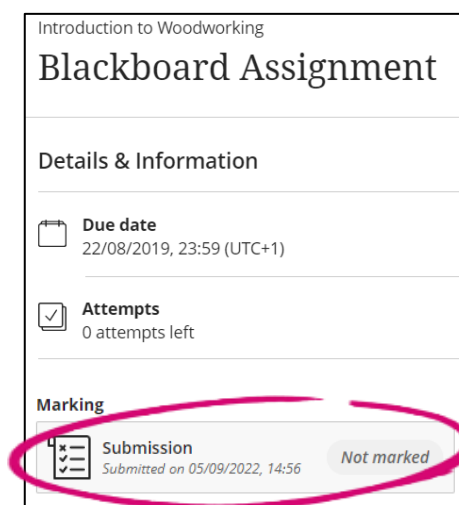 Introduction to Woodworking
Blackboard Assignment
Details & Information
Due date
22/08/2019, 23:59 (UTC+1)
Attempts
0 attempts left
Marking
Submission
Submitted on 05/09/2022, 14:56
Not marked